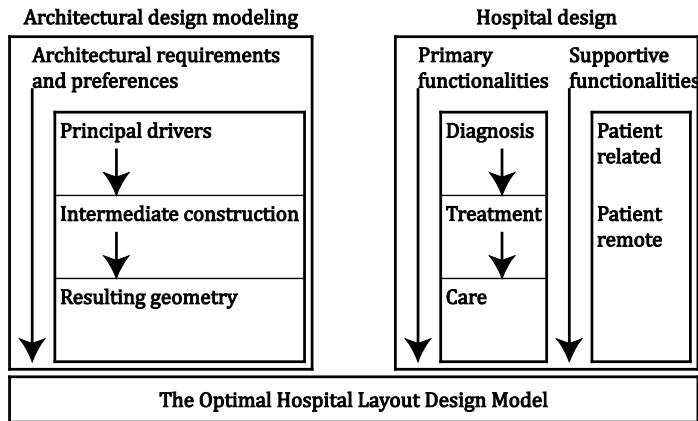 Architectural design modeling
Architectural requirements
and preferences
Principal drivers
Intermediate construction
Resulting geometry
Hospital design
Primary
functionalities
Supportive
functionalities
Diagnosis
Treatment
Care
Patient
related
Patient
remote
The Optimal Hospital Layout Design Model